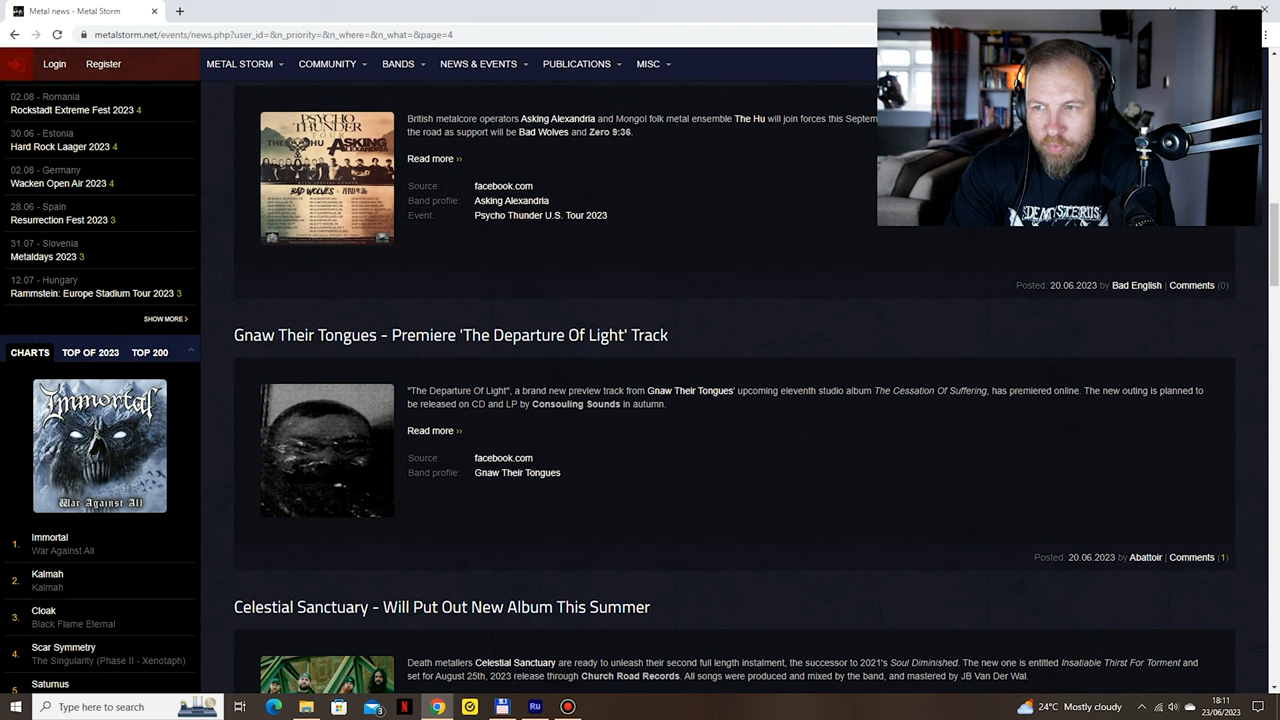 Metal news - Metal Storm
metalstorm.net/events/news.php?user_id=&n_priority=&n_where=&n_what=&page=4
Login Register METAL STORM COMMUNITY BANDS NEWS & EVENTS PUBLICATIONS MISC
02.08 - Romania
Rockstadt Extreme Fest 2023 4
30.06 - Estonia
Hard Rock Laager 2023 4
02.08 - Germany
Wacken Open Air 2023 4
28.06 - Spain
Resurrection Fest 2023 3
31.07 - Slovenia
Metaldays 2023 3
12.07 - Hungary
Rammstein: Europe Stadium Tour 2023 3
SHOW MORE
CHARTS TOP OF 2023 TOP 200
Immortal
War Against All
1. Immortal
War Against All
2. Kalmah
Kalmah
3. Cloak
Black Flame Eternal
4. Scar Symmetry
The Singularity (Phase II - Xenotaph)
5 Saturnus
PSYCHO
THUNDER
TOUR
THE HU ASKING
ALEXANDRIA
BAD WOLVES ZERO 9:36
British metalcore operators Asking Alexandria and Mongol folk metal ensemble The Hu will join forces this Septem
the road as support will be Bad Wolves and Zero 9:36.
Read more ››
Source: facebook.com
Band profile: Asking Alexandria
Event: Psycho Thunder U.S. Tour 2023
Posted: 20.06.2023 by Bad English | Comments (0)
Gnaw Their Tongues - Premiere 'The Departure Of Light' Track
"The Departure Of Light", a brand new preview track from Gnaw Their Tongues' upcoming eleventh studio album The Cessation Of Suffering, has premiered online. The new outing is planned to
be released on CD and LP by Consouling Sounds in autumn.
Read more ››
Source: facebook.com
Band profile: Gnaw Their Tongues
Posted: 20.06.2023 by Abattoir | Comments (1)
Celestial Sanctuary - Will Put Out New Album This Summer
Death metallers Celestial Sanctuary are ready to unleash their second full length instalment, the successor to 2021's Soul Diminished. The new one is entitled Insatiable Thirst For Torment and
set for August 25th, 2023 release through Church Road Records. All songs were produced and mixed by the band, and mastered by JB Van Der Wal.
Type here to search
3
N
Ru
24°C Mostly cloudy
18:11
23/06/2023